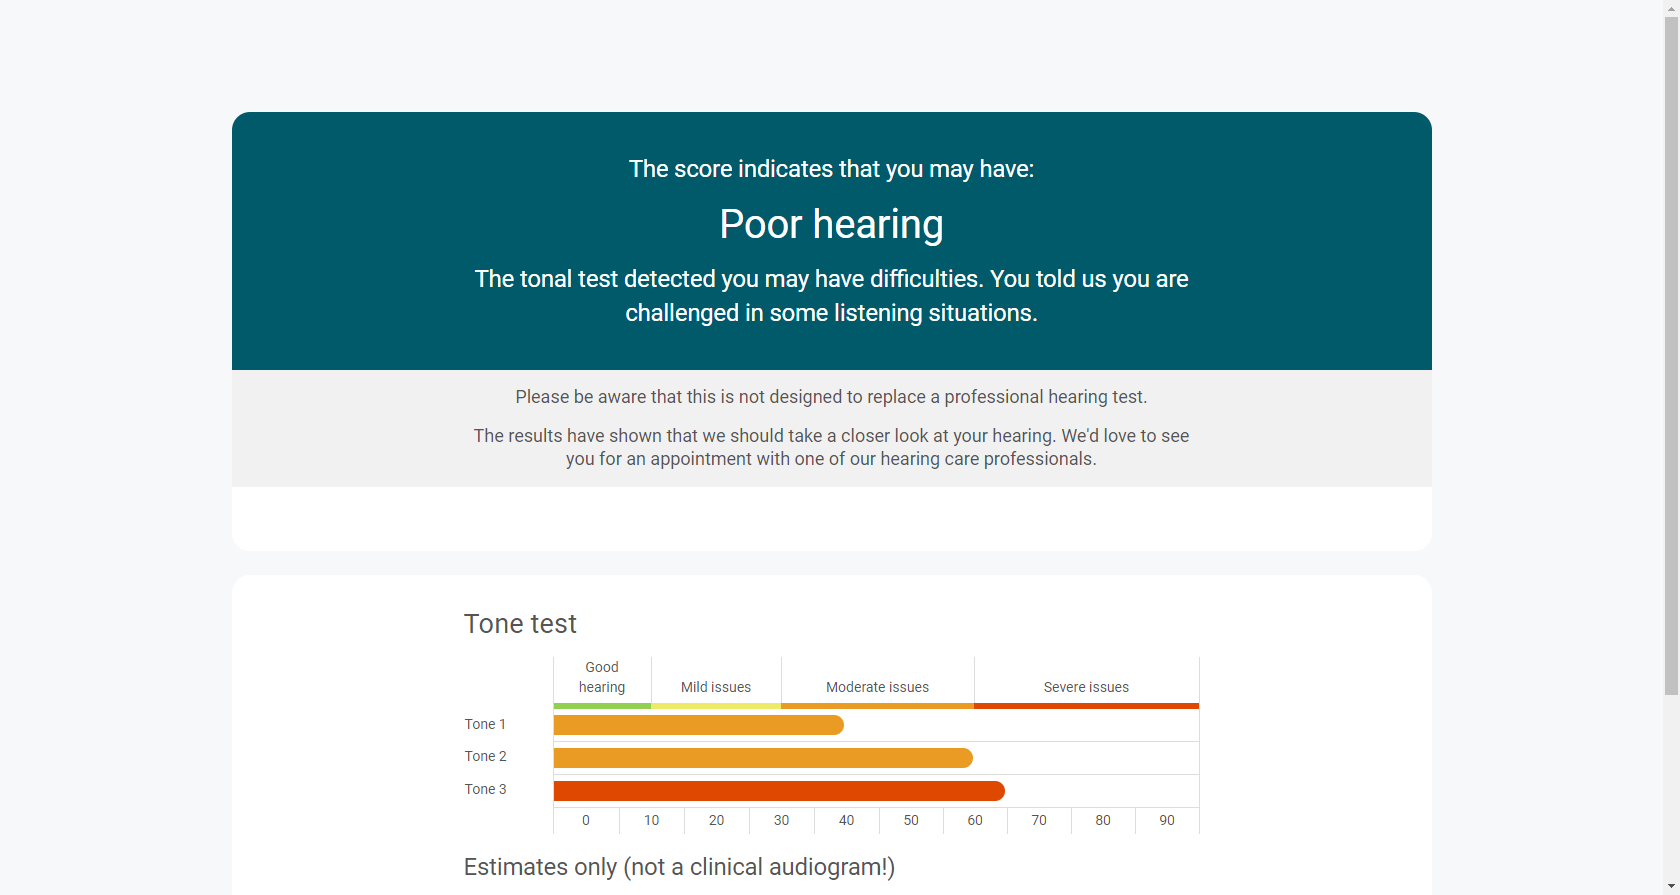 The score indicates that you may have:
Poor hearing
The tonal test detected you may have difficulties. You told us you are
challenged in some listening situations.
Please be aware that this is not designed to replace a professional hearing test.
The results have shown that we should take a closer look at your hearing. We'd love to see
you for an appointment with one of our hearing care professionals.
Tone test
Good
hearing
Mild issues
Moderate issues
Severe issues
Tone 1
Tone 2
Tone 3
0 10 20 30 40 50 60 70 80 90
Estimates only (not a clinical audiogram!)